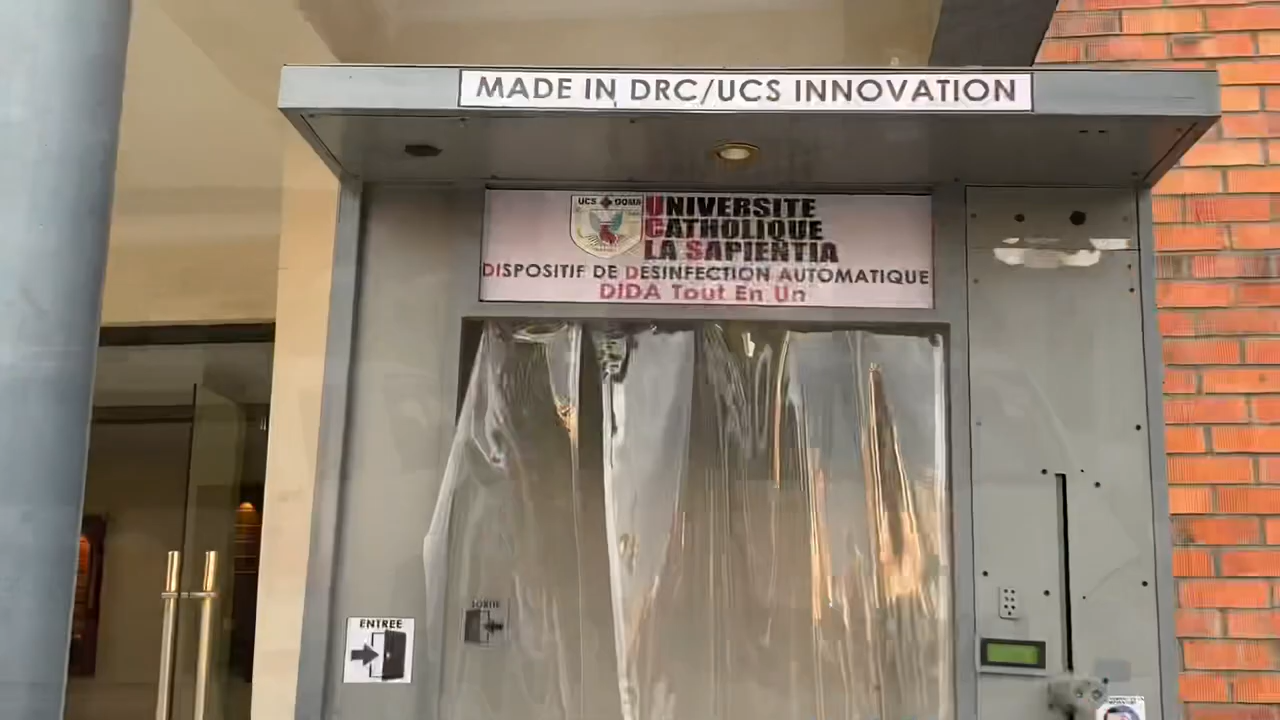 MADE IN DRC/UCS INNOVATION
UCS GOMA
UNIVERSITE
CATHOLIQUE
LA SAPIENTIA
DISPOSITIF DE DESINFECTION AUTOMATIQUE
DIDA Tout En Un
SORTIE
ENTREE